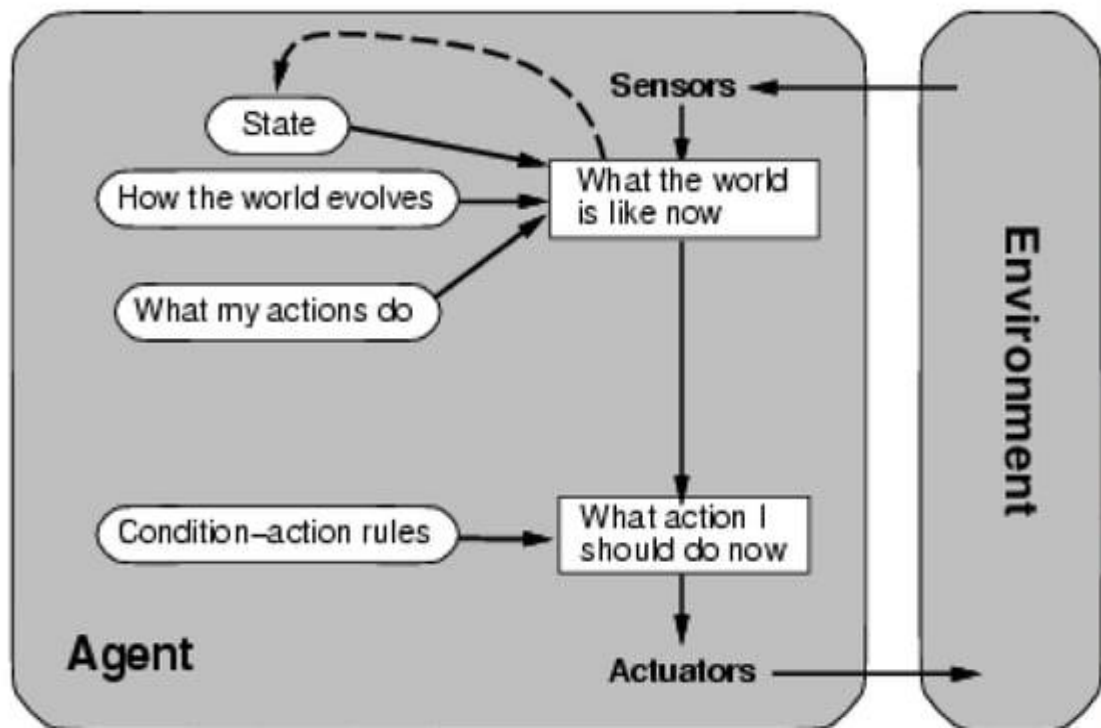 Sensors
State
What the world
is like now
How the world evolves
What my actions do
Environment
Condition–action rules
What action I
should do now
Agent
Actuators